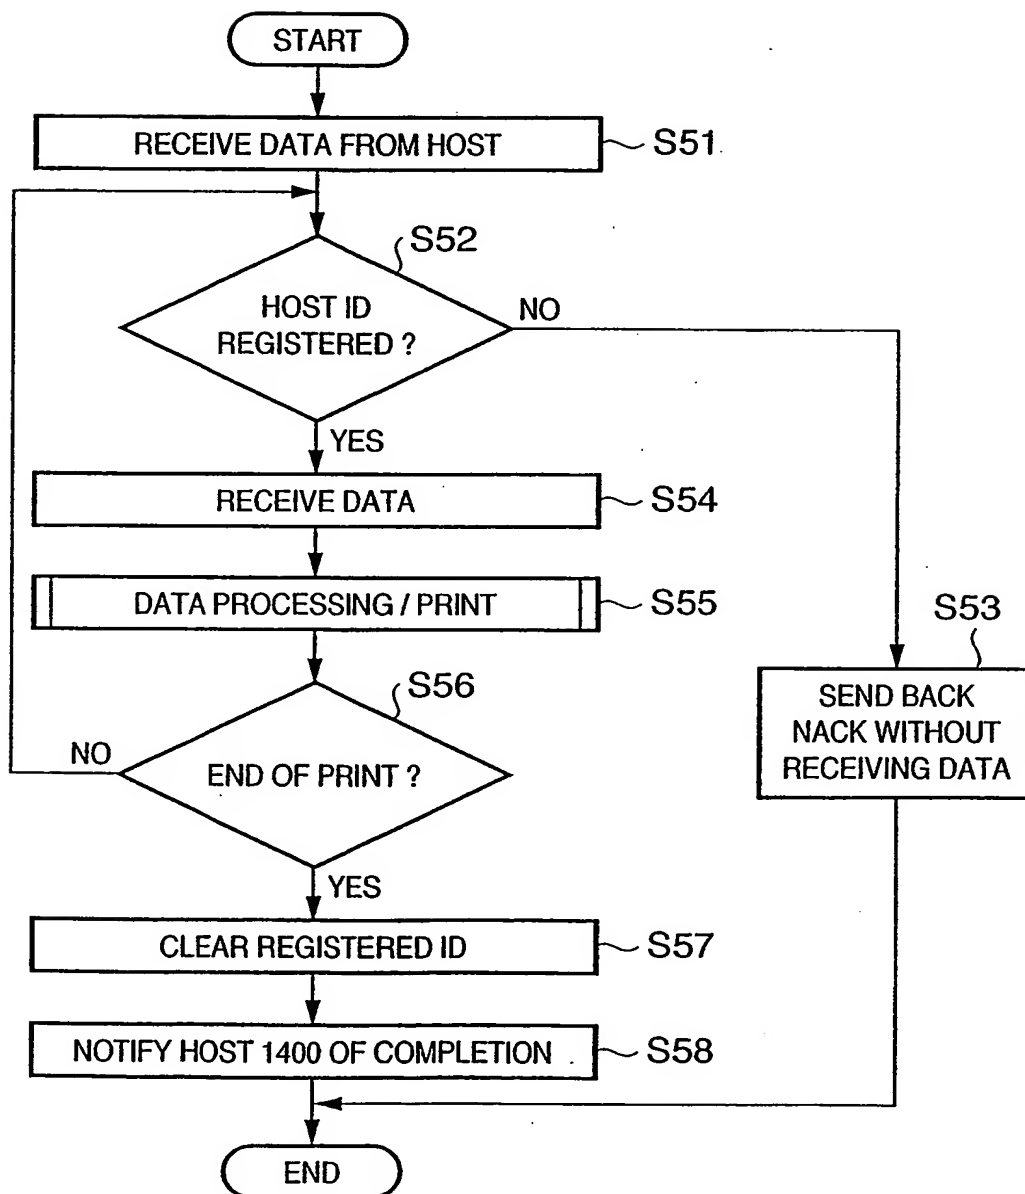 START
RECEIVE DATA FROM HOST
S51
S52
HOST ID
REGISTERED ?
NO
YES
RECEIVE DATA
S54
DATA PROCESSING / PRINT
S55
S53
SEND BACK
NACK WITHOUT
RECEIVING DATA
S56
NO
END OF PRINT ?
YES
CLEAR REGISTERED ID
S57
NOTIFY HOST 1400 OF COMPLETION
S58
END